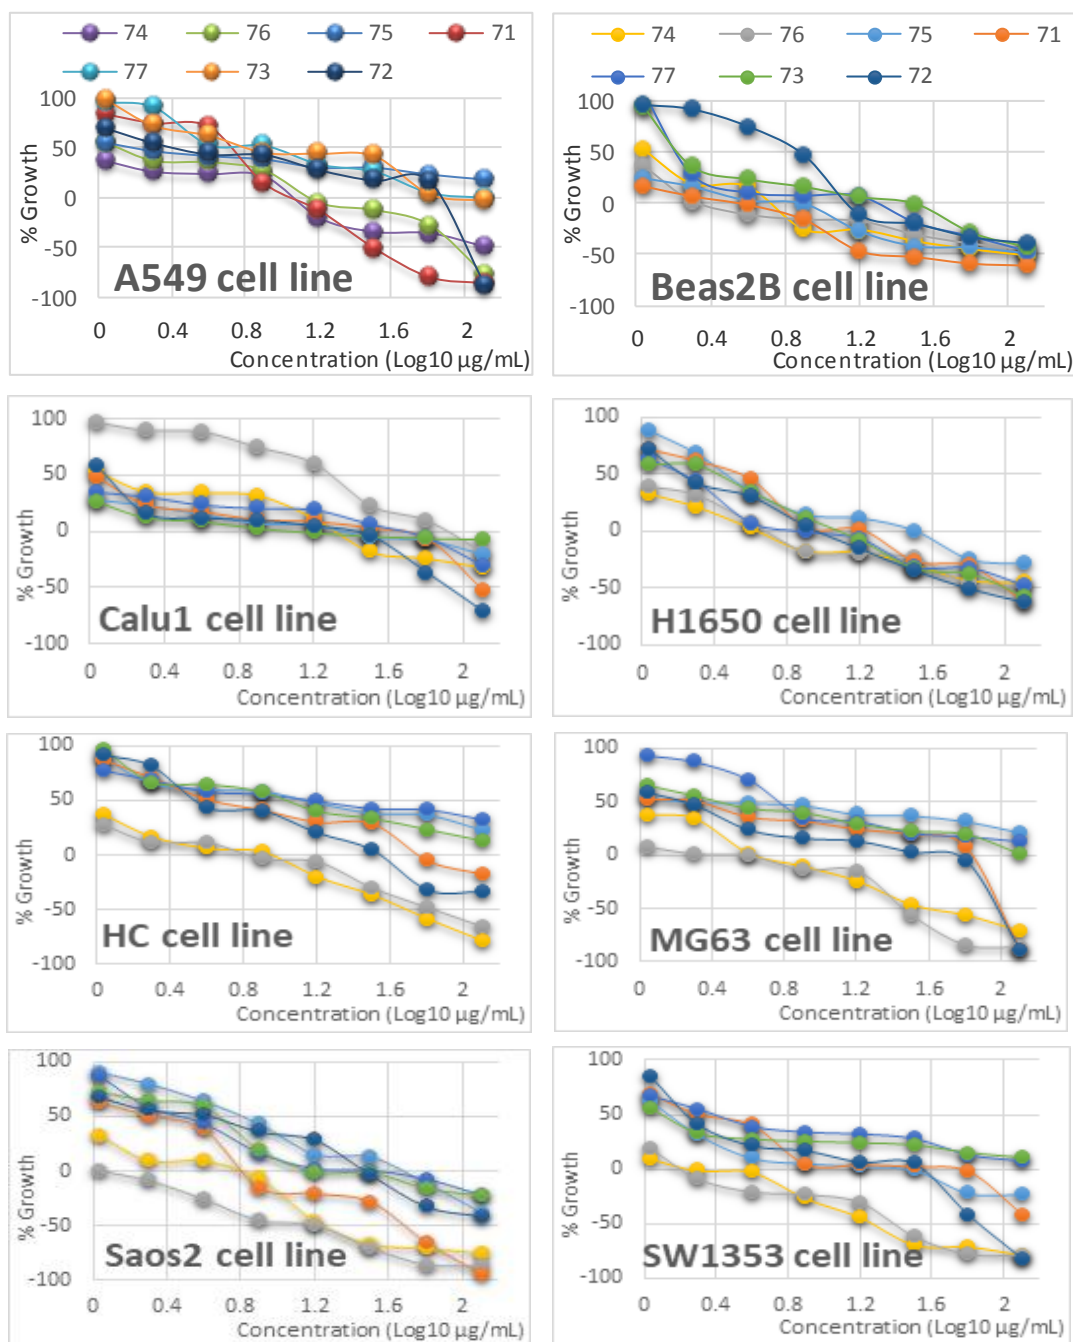 74 76 75 71
77 73 72
100
50
0
-50
-100
% Growth
A549 cell line
0 0.4 0.8 1.2 1.6 2
Concentration (Log10 µg/mL)
74 76 75 71
77 73 72
100
50
0
-50
-100
% Growth
Beas2B cell line
0 0.4 0.8 1.2 1.6 2
Concentration (Log10 µg/mL)
100
50
0
-50
-100
% Growth
Calu1 cell line
0 0.4 0.8 1.2 1.6 2
Concentration (Log10 µg/mL)
100
50
0
-50
-100
% Growth
H1650 cell line
0 0.4 0.8 1.2 1.6 2
Concentration (Log10 µg/mL)
100
50
0
-50
-100
% Growth
HC cell line
0 0.4 0.8 1.2 1.6 2
Concentration (Log10 µg/mL)
100
50
0
-50
-100
% Growth
MG63 cell line
0 0.4 0.8 1.2 1.6 2
Concentration (Log10 µg/mL)
100
50
0
-50
-100
% Growth
Saos2 cell line
0 0.4 0.8 1.2 1.6 2
Concentration (Log10 µg/mL)
100
50
0
-50
-100
% Growth
SW1353 cell line
0 0.4 0.8 1.2 1.6 2
Concentration (Log10 µg/mL)